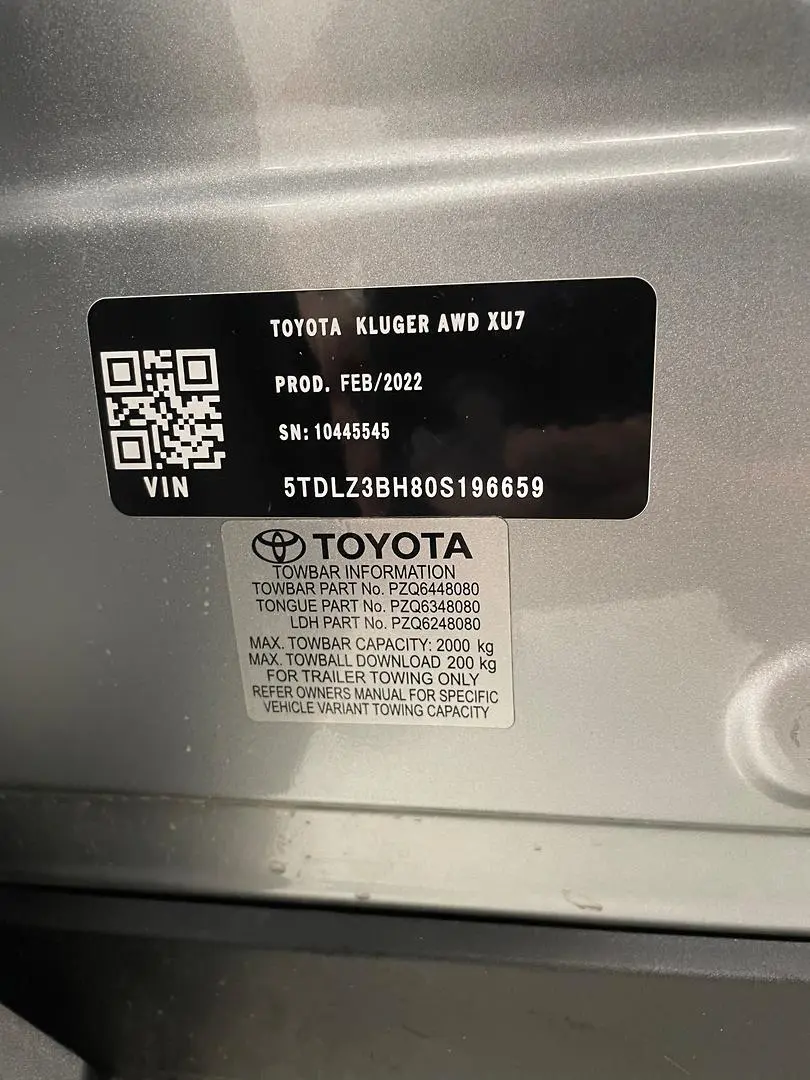 TOYOTA KLUGER AWD XU7
PROD. FEB/2022
SN: 10445545
VIN 5TDLZ3BH80S196659
TOYOTA
TOWBAR INFORMATION
TOWBAR PART No. PZQ6448080
TONGUE PART No. PZQ6348080
LDH PART No. PZQ6248080
MAX. TOWBAR CAPACITY: 2000 kg
MAX. TOWBALL DOWNLOAD 200 kg
FOR TRAILER TOWING ONLY
REFER OWNERS MANUAL FOR SPECIFIC
VEHICLE VARIANT TOWING CAPACITY